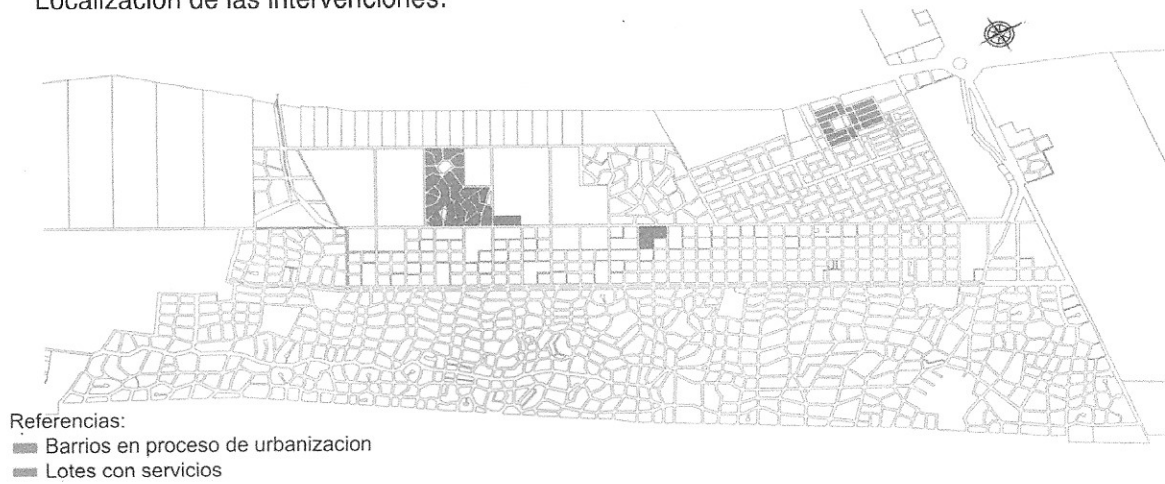 Localización de las intervenciones:
Referencias:
Barrios en proceso de urbanizacion
Lotes con servicios